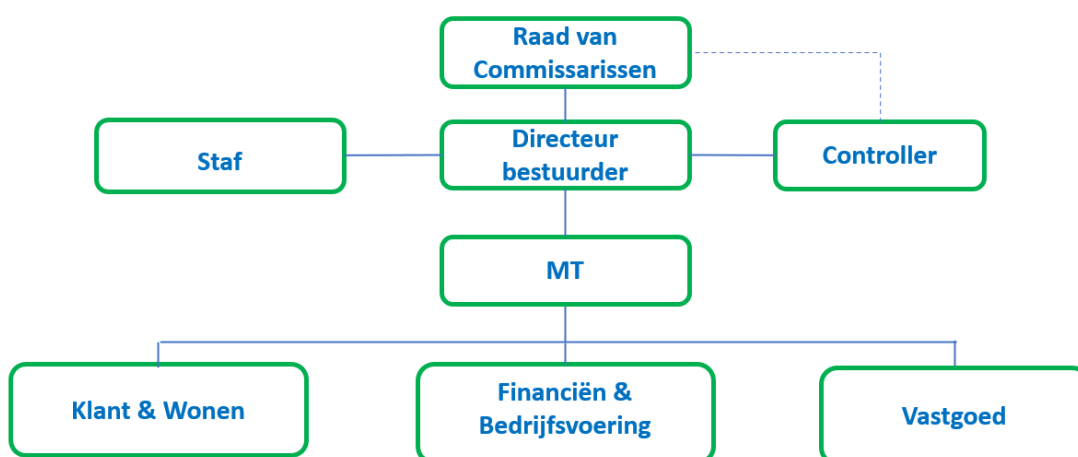 Raad van
Commissarissen
Staf
Directeur
bestuurder
Controller
MT
Klant & Wonen
Financiën &
Bedrijfsvoering
Vastgoed